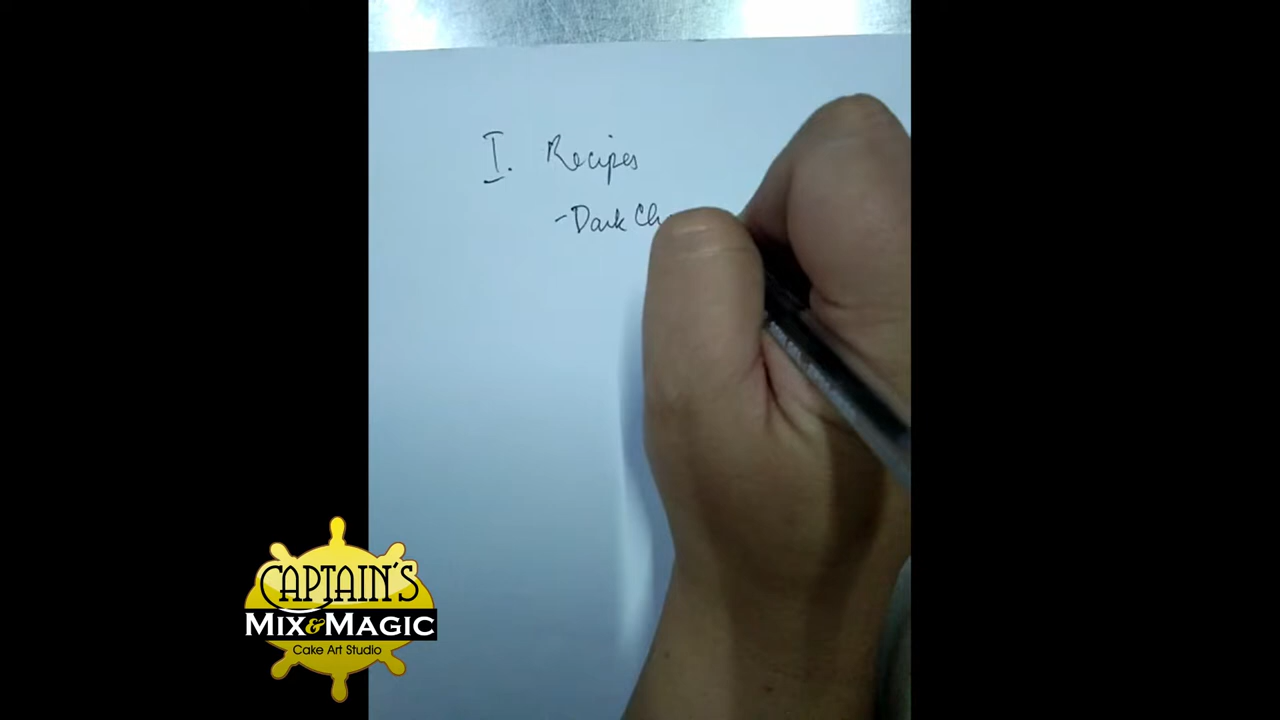 I. Recipes
- Dark Ch
CAPTAIN'S
MIX & MAGIC
Cake Art Studio